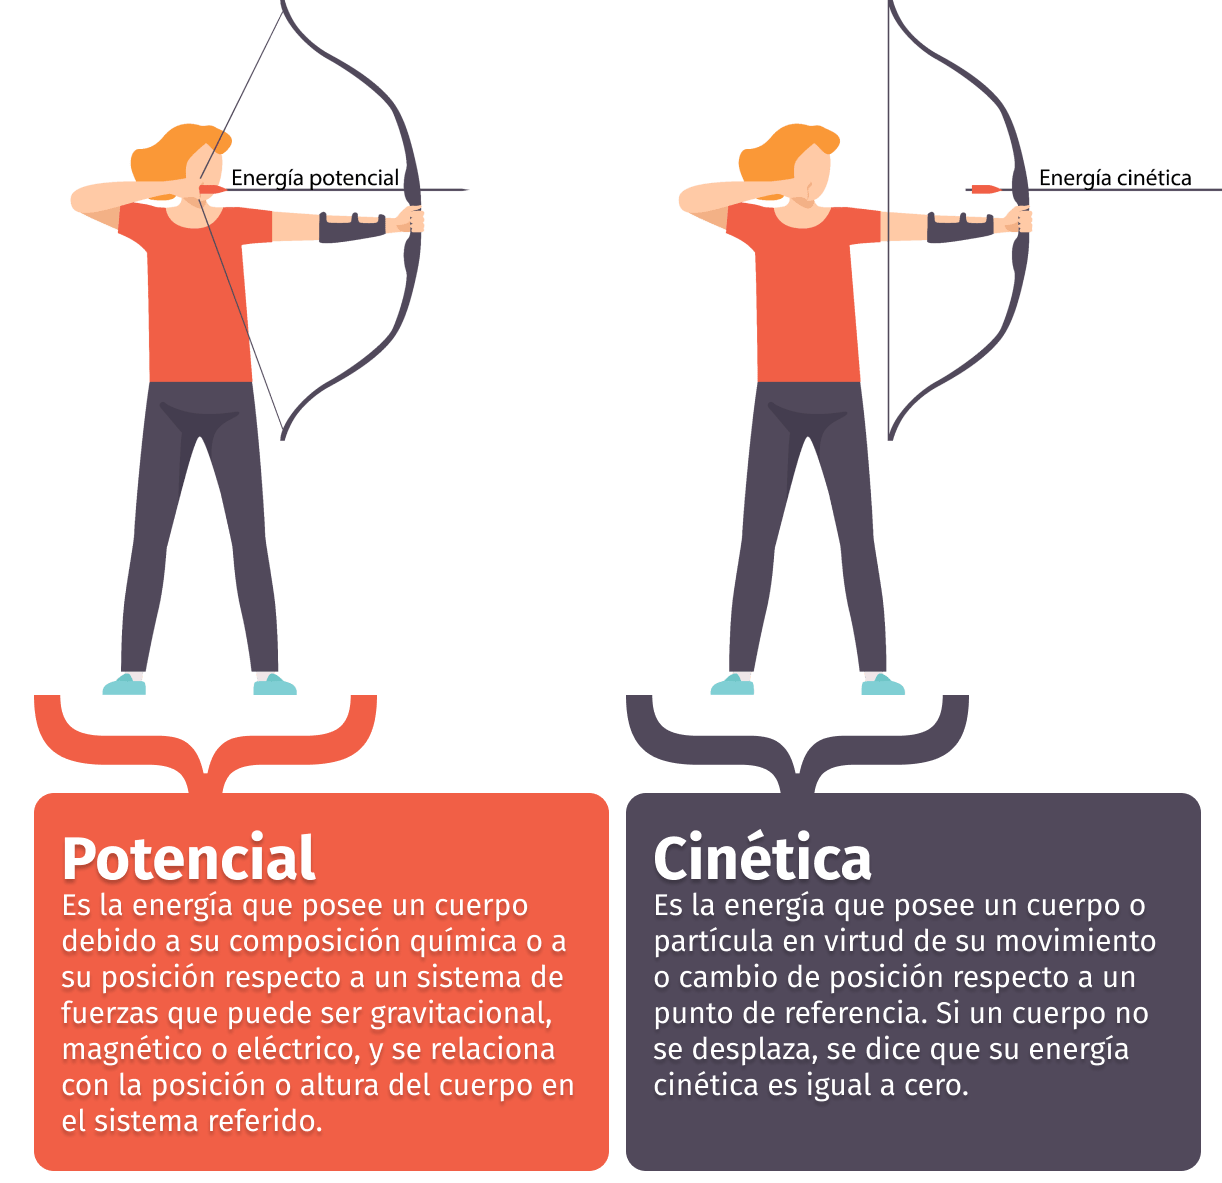 Energía potencial
Energía cinética
Potencial
Es la energía que posee un cuerpo
debido a su composición química o a
su posición respecto a un sistema de
fuerzas que puede ser gravitacional,
magnético o eléctrico, y se relaciona
con la posición o altura del cuerpo en
el sistema referido.
Cinética
Es la energía que posee un cuerpo o
partícula en virtud de su movimiento
o cambio de posición respecto a un
punto de referencia. Si un cuerpo no
se desplaza, se dice que su energía
cinética es igual a cero.